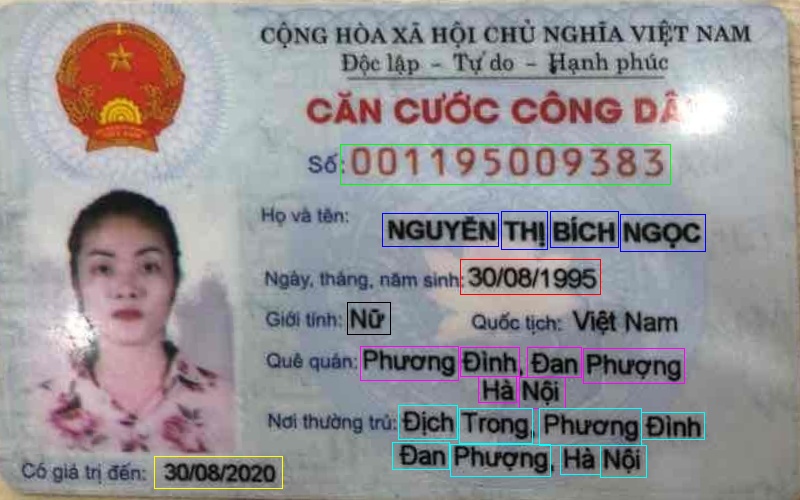 CỘNG HÒA XÃ HỘI CHỦ NGHĨA VIỆT NAM
Độc lập - Tự do - Hạnh phúc
CĂN CƯỚC CÔNG DÂ
Số: 001195009383
Họ và tên: NGUYỄN THỊ BÍCH NGỌC
Ngày, tháng, năm sinh: 30/08/1995
Giới tính: Nữ Quốc tịch: Việt Nam
Quê quán: Phương Đình, Đan Phượng
Hà Nội
Nơi thường trú: Địch Trong, Phương Đình
Đan Phượng, Hà Nội
Có giá trị đến: 30/08/2020